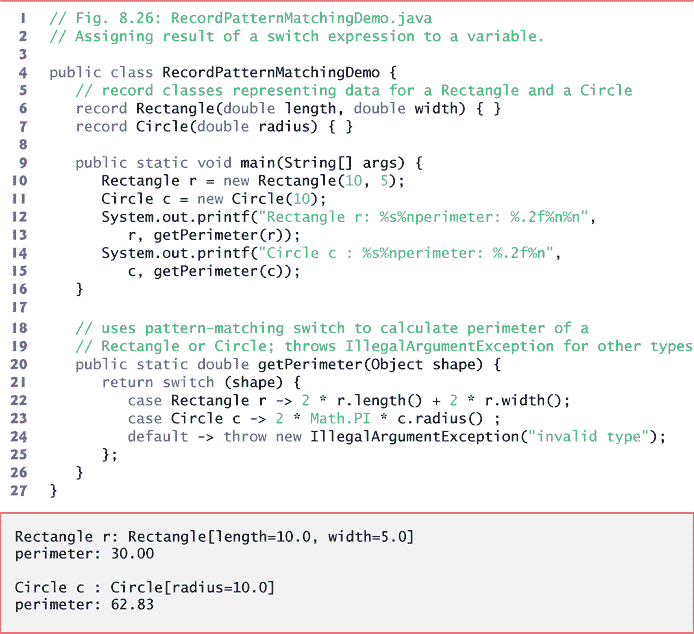 1 // Fig. 8.26: RecordPatternMatchingDemo.java
2 // Assigning result of a switch expression to a variable.
3
4 public class RecordPatternMatchingDemo {
5 // record classes representing data for a Rectangle and a Circle
6 record Rectangle(double length, double width) { }
7 record Circle(double radius) { }
8
9 public static void main(String[] args) {
10 Rectangle r = new Rectangle(10, 5);
11 Circle c = new Circle(10);
12 System.out.printf("Rectangle r: %s%nperimeter: %.2f%n%n",
13 r, getPerimeter(r));
14 System.out.printf("Circle c : %s%nperimeter: %.2f%n",
15 c, getPerimeter(c));
16 }
17
18 // uses pattern-matching switch to calculate perimeter of a
19 // Rectangle or Circle; throws IllegalArgumentException for other types
20 public static double getPerimeter(Object shape) {
21 return switch (shape) {
22 case Rectangle r -> 2 * r.length() + 2 * r.width();
23 case Circle c -> 2 * Math.PI * c.radius() ;
24 default -> throw new IllegalArgumentException("invalid type");
25 };
26 }
27 }
Rectangle r: Rectangle[length=10.0, width=5.0]
perimeter: 30.00
Circle c : Circle[radius=10.0]
perimeter: 62.83